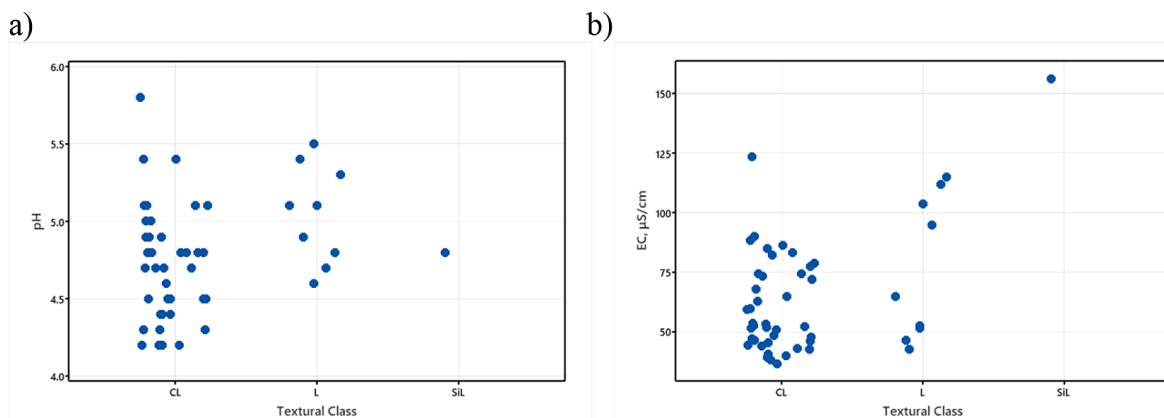 a)
6.0
5.5
5.0
4.5
4.0
pH
CL
L
SiL
Textural Class
b)
150
125
100
75
50
EC, µS/cm
CL
L
SiL
Textural Class